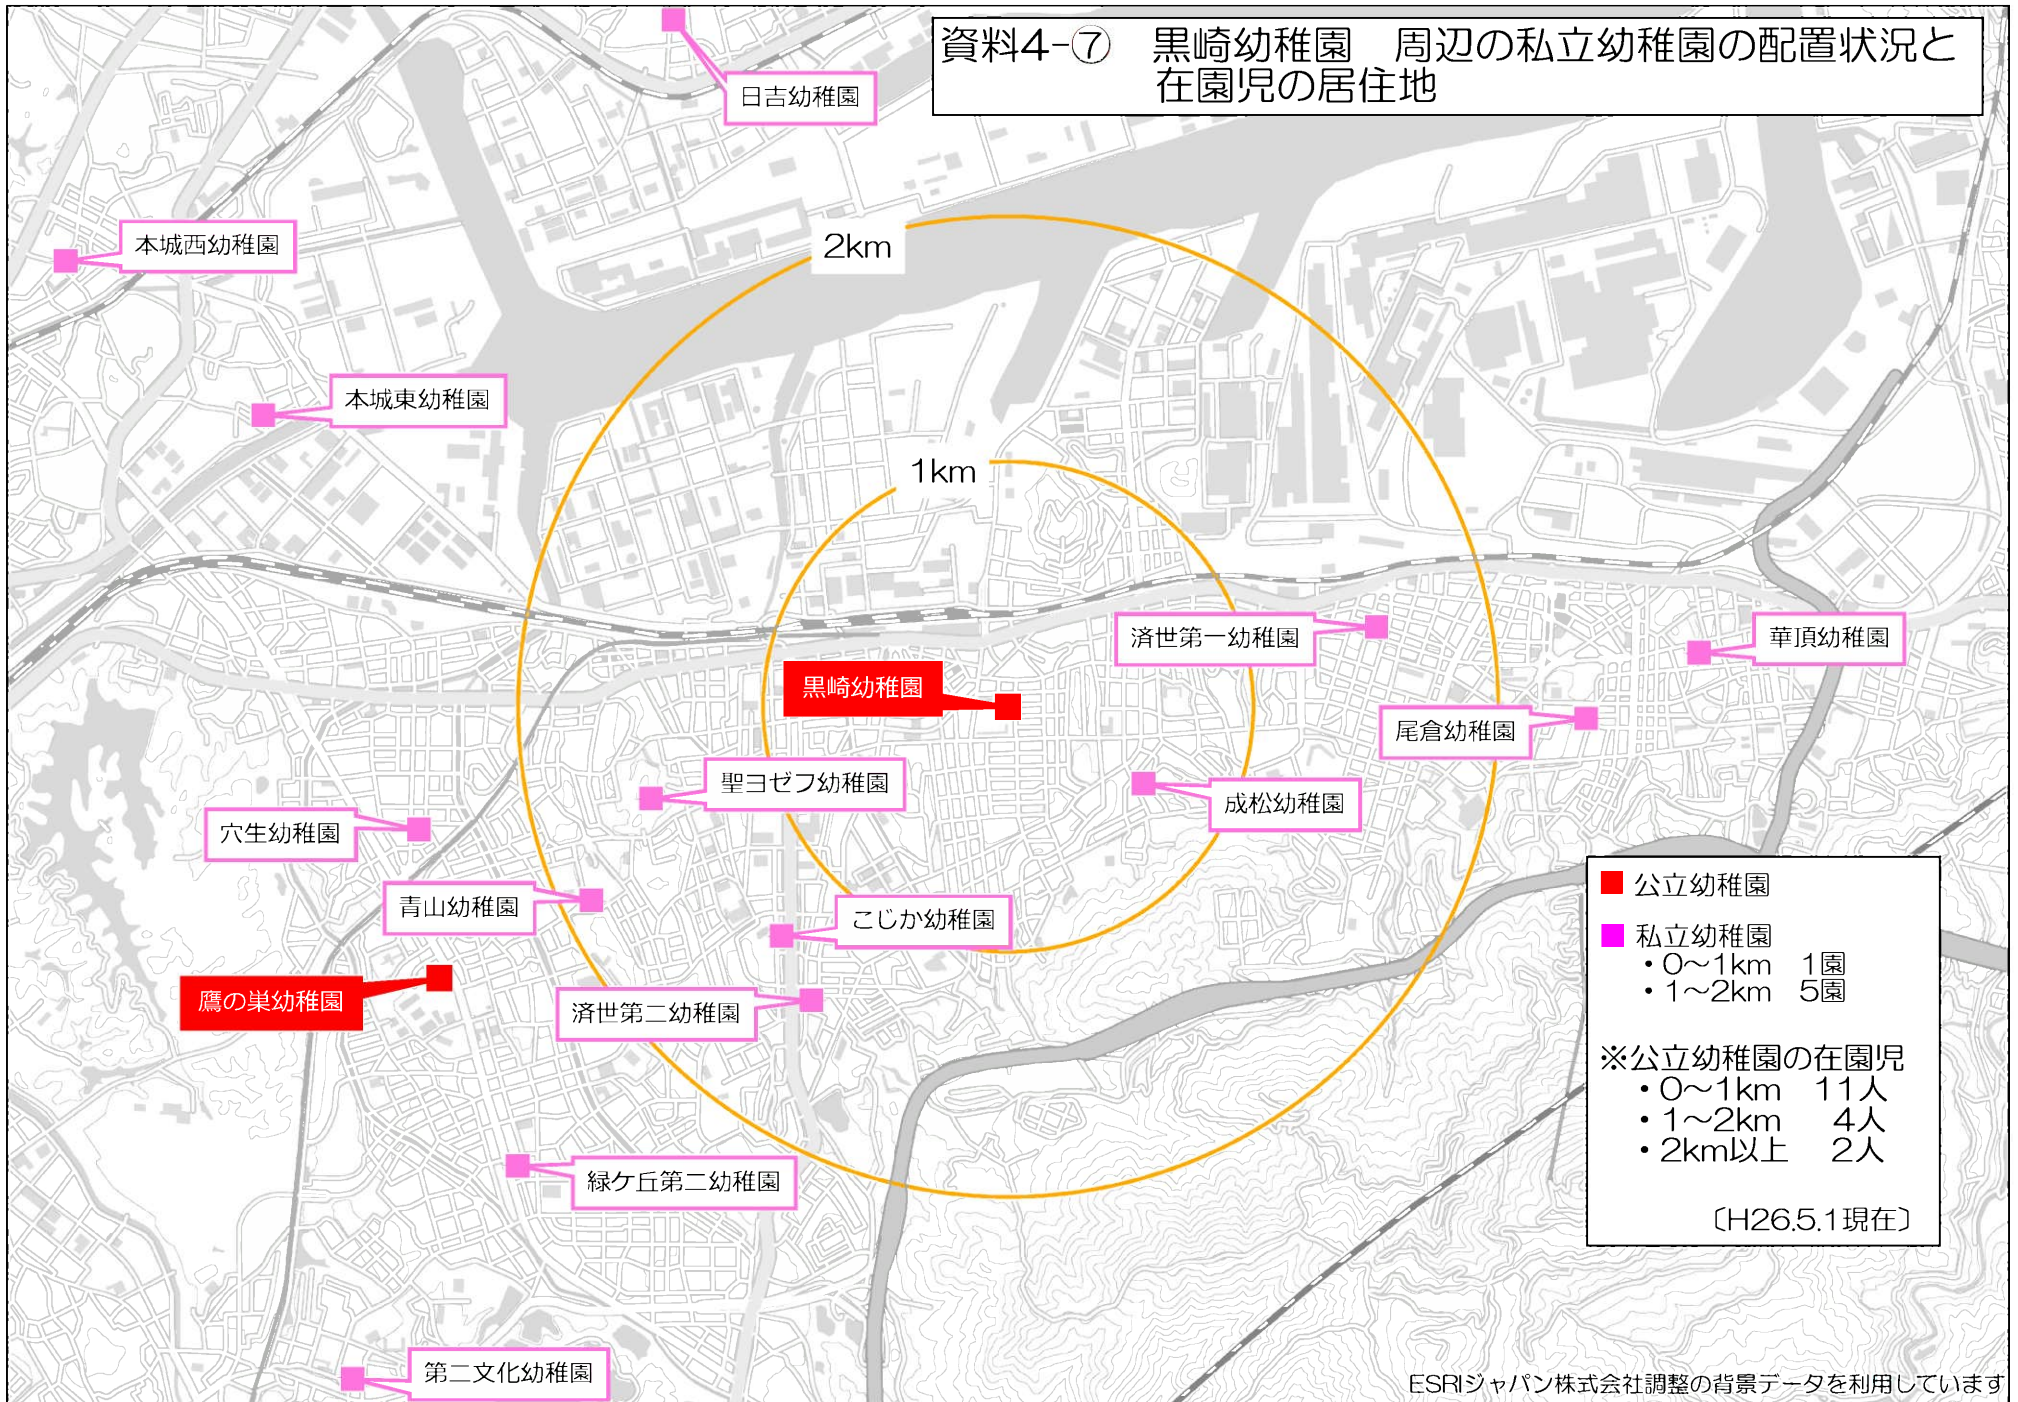 資料4-⑦　黒崎幼稚園　周辺の私立幼稚園の配置状況と
在園児の居住地
日吉幼稚園
本城西幼稚園
2km
本城東幼稚園
1km
済世第一幼稚園
華頂幼稚園
黒崎幼稚園
尾倉幼稚園
聖ヨゼフ幼稚園
成松幼稚園
穴生幼稚園
青山幼稚園
こじか幼稚園
鷹の巣幼稚園
済世第二幼稚園
緑ケ丘第二幼稚園
第二文化幼稚園
公立幼稚園
私立幼稚園
・0～1km　1園
・1～2km　5園
※公立幼稚園の在園児
・0～1km　11人
・1～2km　4人
・2km以上　2人
〔H26.5.1現在〕
ESRIジャパン株式会社調整の背景データを利用しています